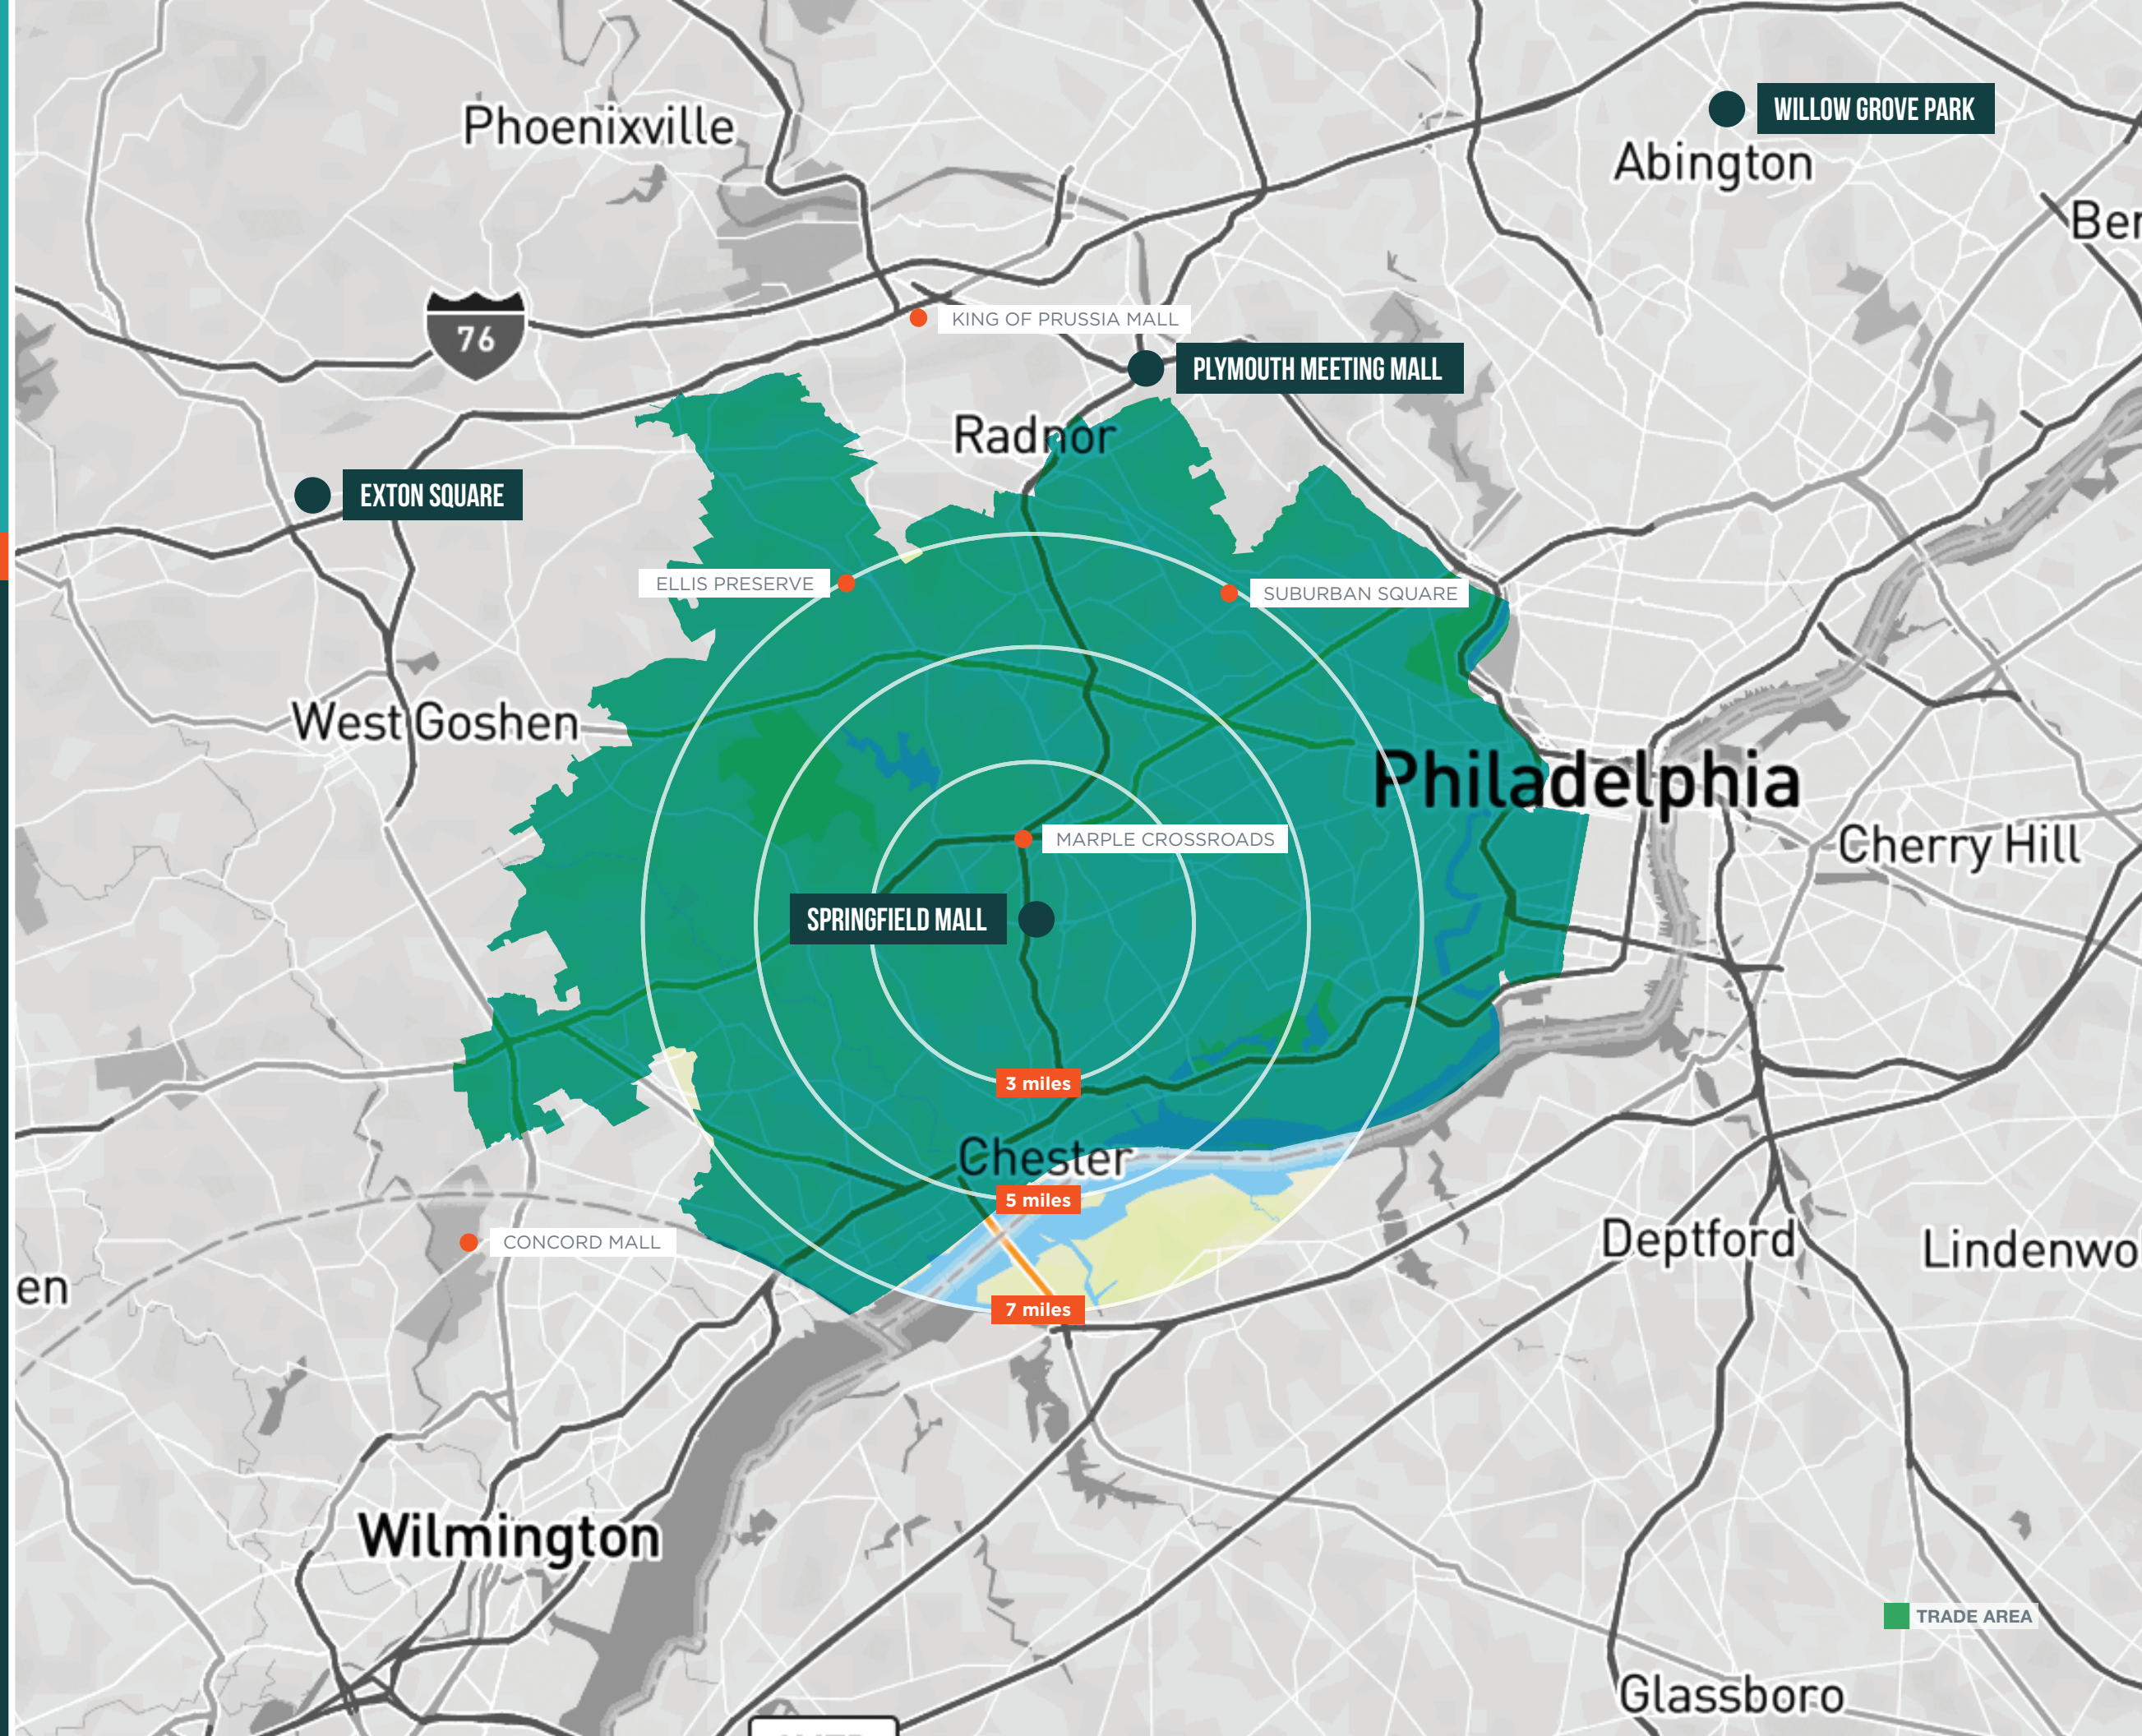 WILLOW GROVE PARK
Phoenixville
Abington
Ber
KING OF PRUSSIA MALL
76
PLYMOUTH MEETING MALL
Radnor
EXTON SQUARE
ELLIS PRESERVE
SUBURBAN SQUARE
West Goshen
Philadelphia
MARPLE CROSSROADS
Cherry Hill
SPRINGFIELD MALL
3 miles
Chester
5 miles
CONCORD MALL
Deptford
Lindenwo
en
7 miles
Wilmington
TRADE AREA
Glassboro